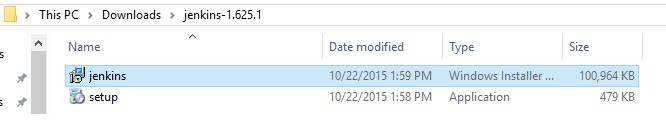 This PC > Downloads > jenkins-1.625.1
Name Date modified Type Size
jenkins 10/22/2015 1:59 PM Windows Installer ... 100,964 KB
setup 10/22/2015 1:58 PM Application 479 KB